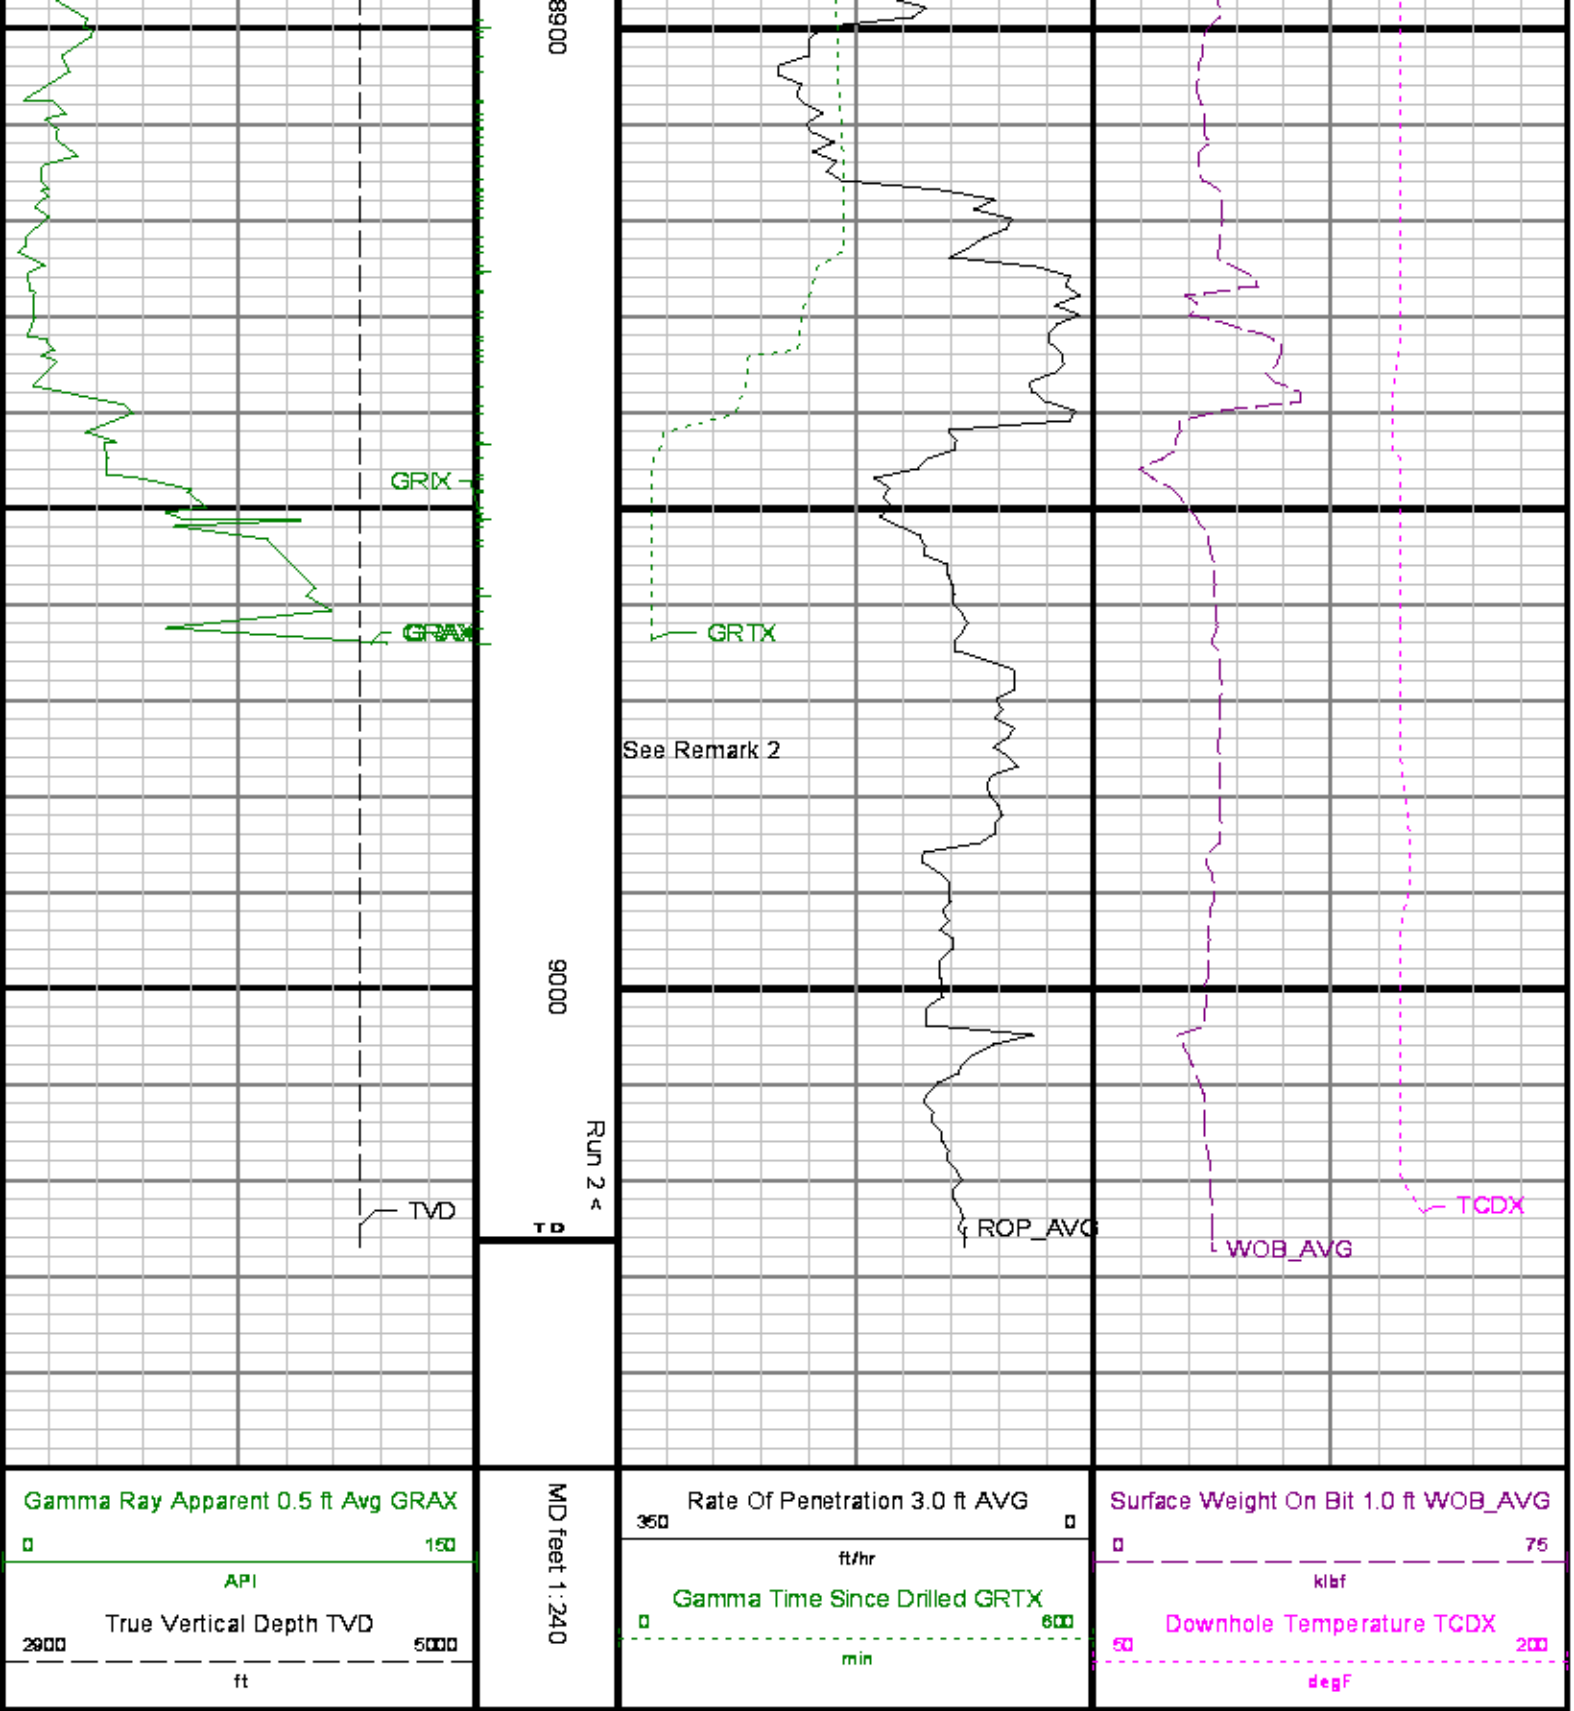 8900
GRIX
GRAX
GRTX
See Remark 2
9000
Run 2 <
TVD
TD
ROP_AVG
TCDX
WOB_AVG
Gamma Ray Apparent 0.5 ft Avg GRAX
0 150
API
True Vertical Depth TVD
2900 5000
ft
MD feet 1:240
Rate Of Penetration 3.0 ft AVG
350 0
ft/hr
Gamma Time Since Drilled GRTX
0 600
min
Surface Weight On Bit 1.0 ft WOB_AVG
0 75
klbf
Downhole Temperature TCDX
50 200
degF